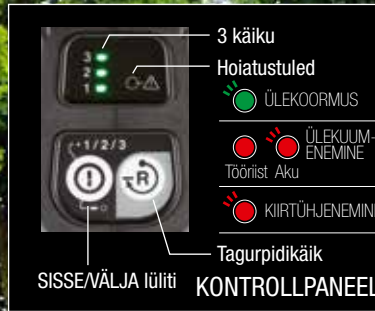 3 käiku
Hoiatustuled
3
2
1
ÜLEKOORMUS
ÜLEKUUM-
ENEMINE
Tööriist Aku
1/2/3
R
KIIRTÜHJENEMINE
Tagurpidikäik
SISSE/VÄLJA lüliti
KONTROLLPANEEL